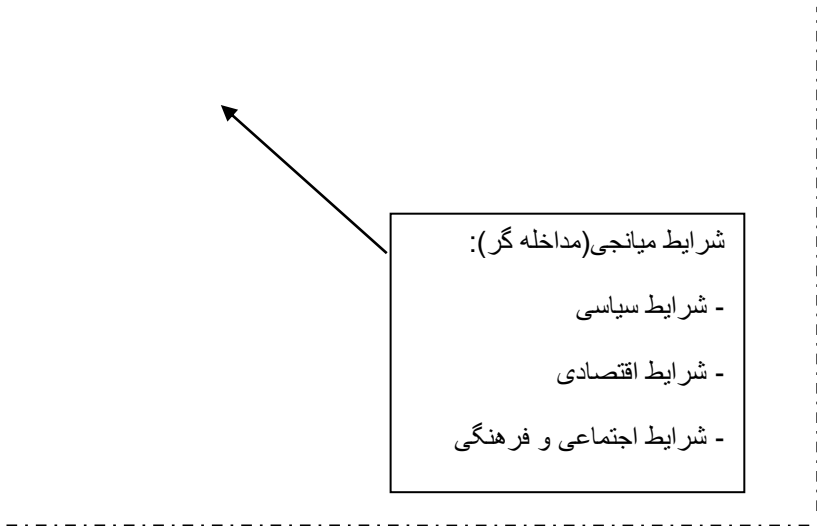 شرایط میانجی(مداخله گر):
- شرایط سیاسی
- شرایط اقتصادی
- شرایط اجتماعی و فرهنگی